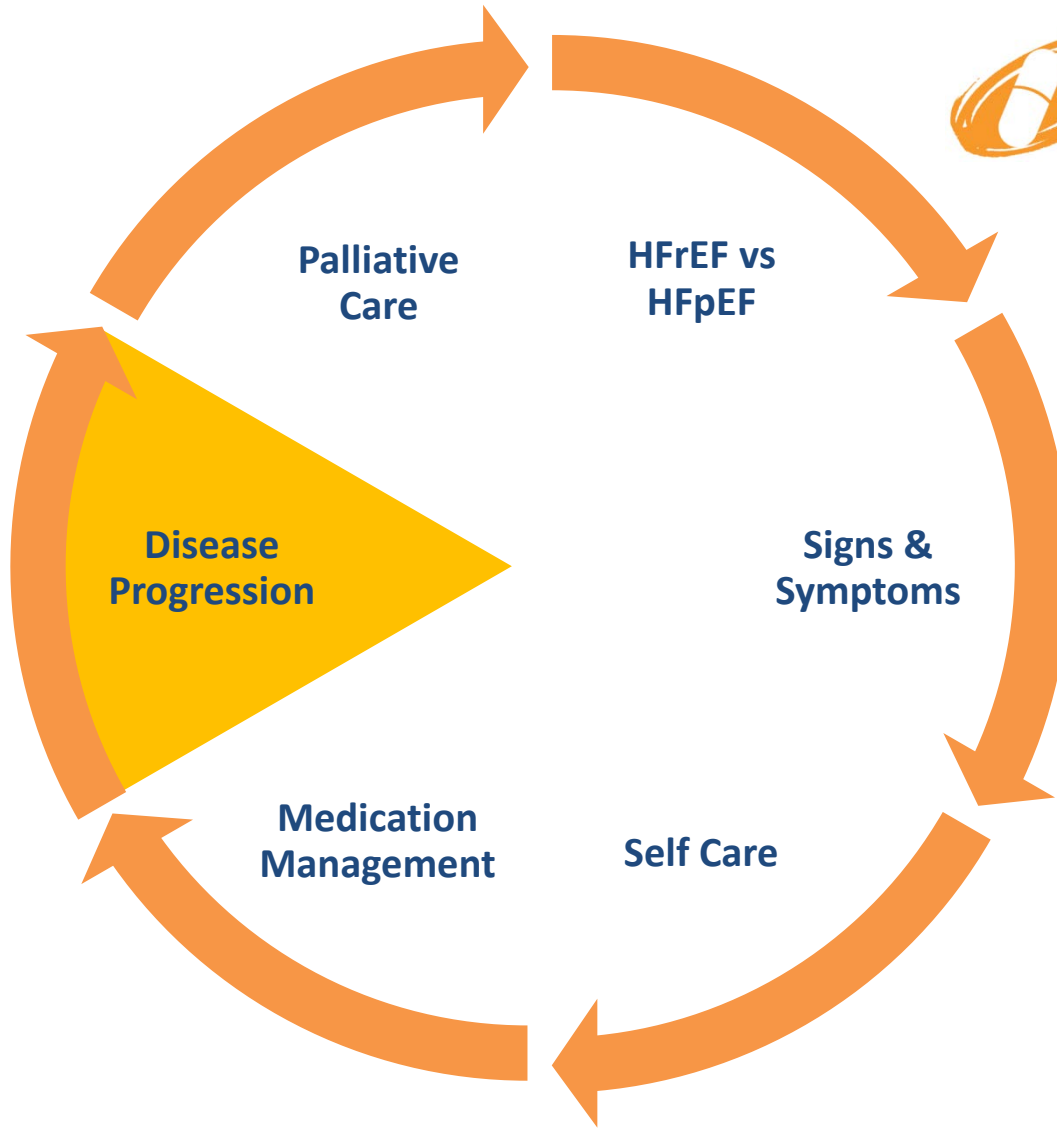 Palliative
Care
HFrEF vs
HFpEF
Disease
Progression
Signs &
Symptoms
Medication
Management
Self Care